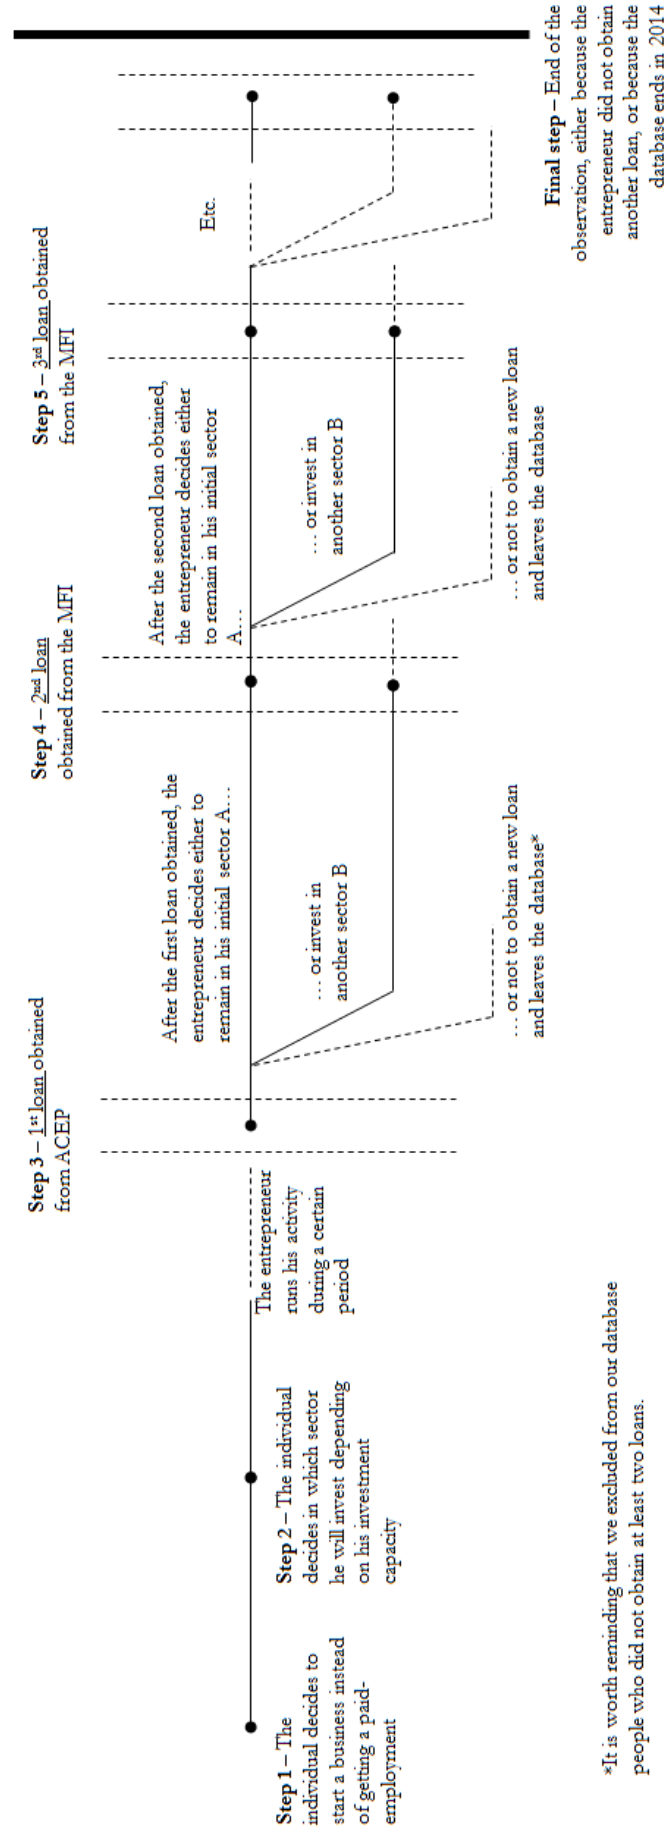 Step 1 – The
individual decides to
start a business instead
of getting a paid-
employment
Step 2 – The individual
decides in which sector
he will invest depending
on his investment
capacity
The entrepreneur
runs his activity
during a certain
period
Step 3 – 1st loan obtained
from ACEP
After the first loan obtained, the
entrepreneur decides either to
remain in his initial sector A…
… or invest in
another sector B
… or not to obtain a new loan
and leaves the database*
Step 4 – 2nd loan
obtained from the MFI
After the second loan obtained,
the entrepreneur decides either
to remain in his initial sector
A…
… or invest in
another sector B
… or not to obtain a new loan
and leaves the database
Step 5 – 3rd loan obtained
from the MFI
Etc.
Final step – End of the
observation, either because the
entrepreneur did not obtain
another loan, or because the
database ends in 2014
*It is worth reminding that we excluded from our database
people who did not obtain at least two loans.